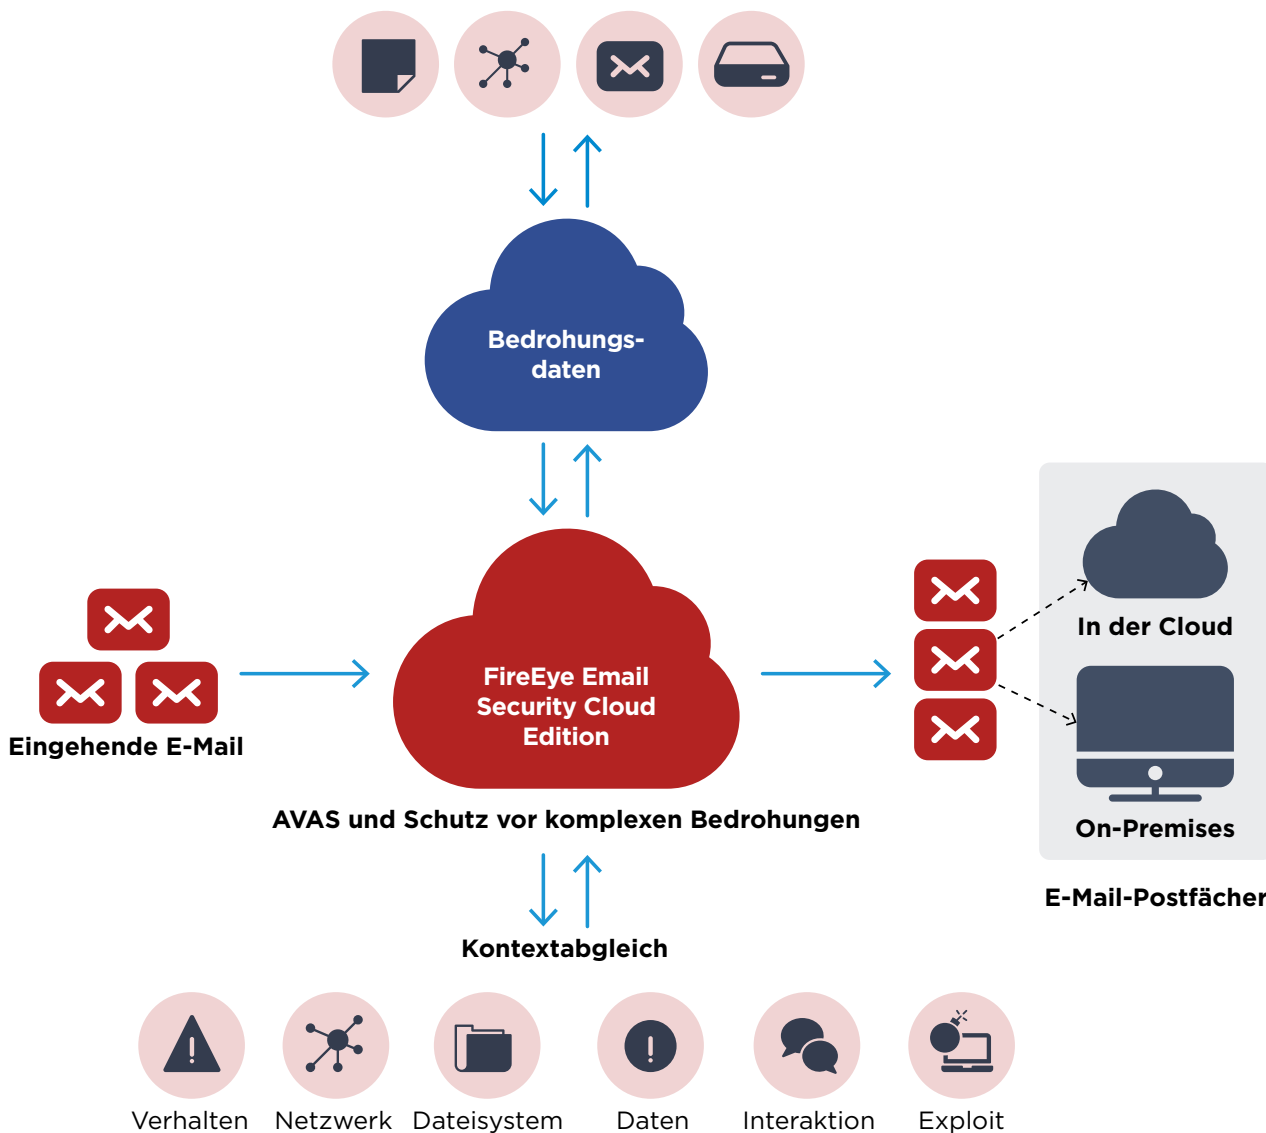 Bedrohungs-
daten
FireEye Email
Security Cloud
Edition
Eingehende E-Mail
In der Cloud
On-Premises
E-Mail-Postfächer
AVAS und Schutz vor komplexen Bedrohungen
Kontextabgleich
Verhalten
Netzwerk
Dateisystem
Daten
Interaktion
Exploit